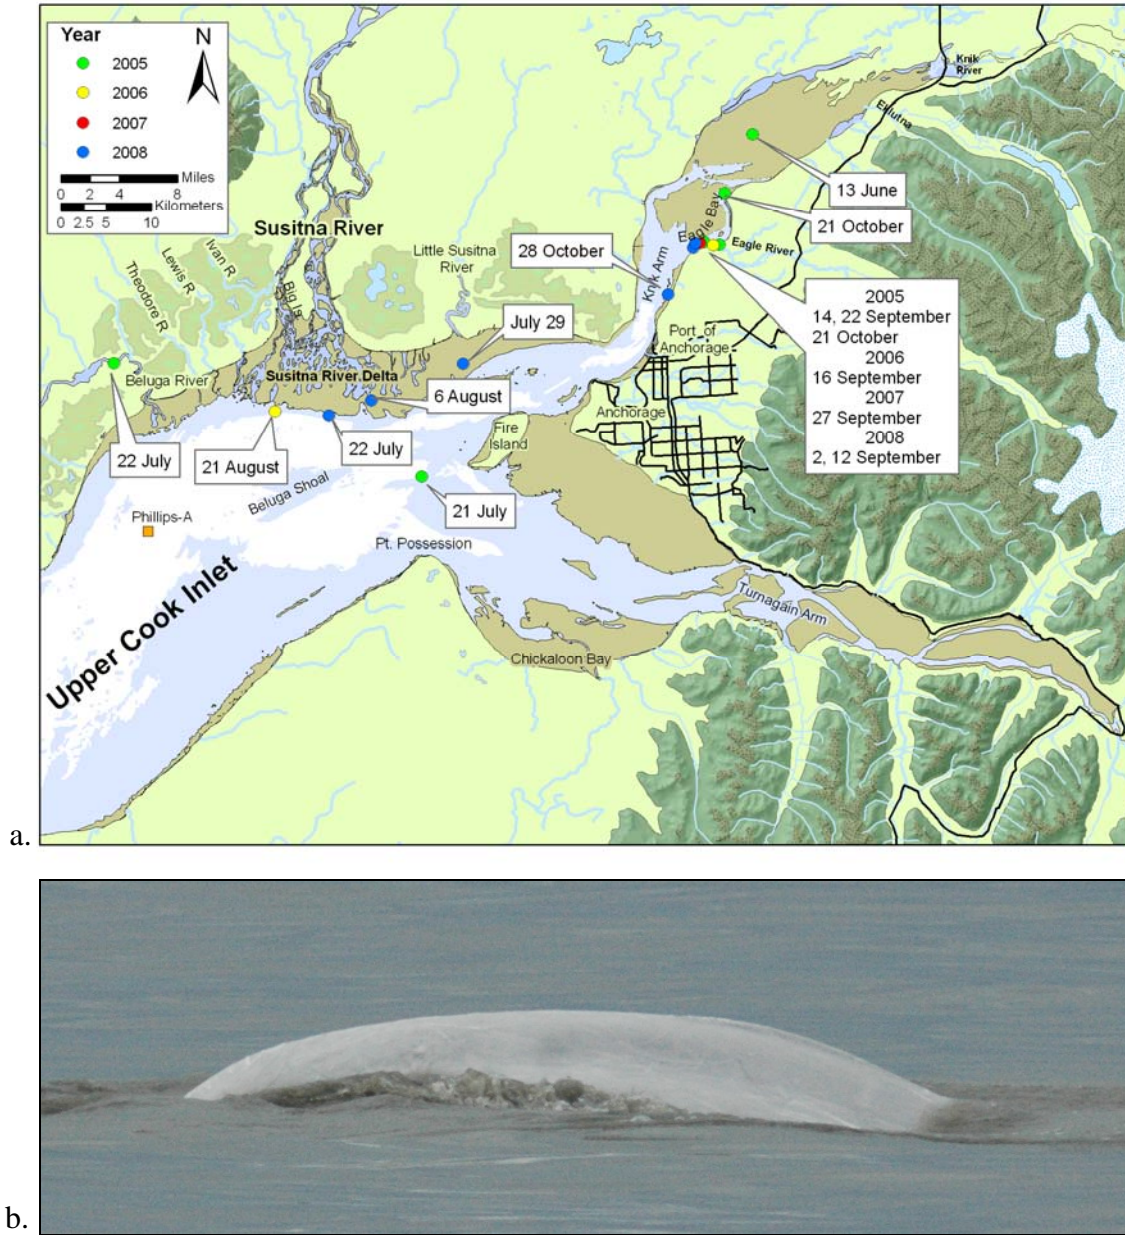 Year
N
2005
2006
2007
2008
Miles
0 2 4 8
Kilometers
0 2.5 5 10
Knik
River
Eklutna
13 June
21 October
Eagle Bay
Eagle River
Susitna River
28 October
Knik Arm
Little Susitna
River
Ivan R
Lewis R
Theodore R
Big Is
July 29
Port of
Anchorage
2005
14, 22 September
21 October
2006
16 September
2007
27 September
2008
2, 12 September
Beluga River
Susitna River Delta
6 August
Anchorage
Fire
Island
22 July
21 August
22 July
Beluga Shoal
21 July
Phillips-A
Pt. Possession
Upper Cook Inlet
Turnagain Arm
Chickaloon Bay
a.
b.